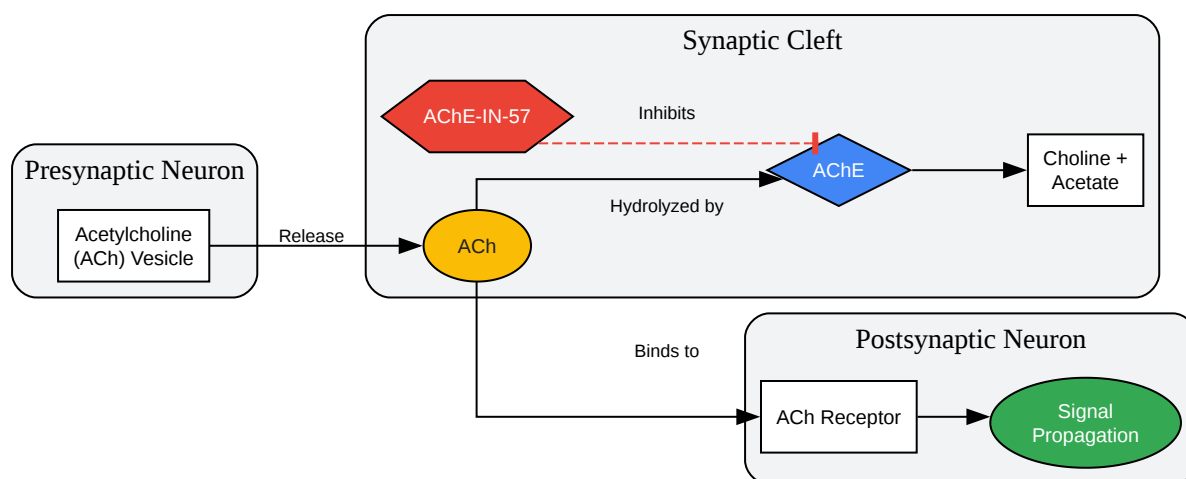 Synaptic Cleft
AChE-IN-57
Inhibits
Presynaptic Neuron
AChE
Choline +
Acetate
Hydrolyzed by
Acetylcholine
(ACh) Vesicle
Release
ACh
Postsynaptic Neuron
Binds to
ACh Receptor
Signal
Propagation